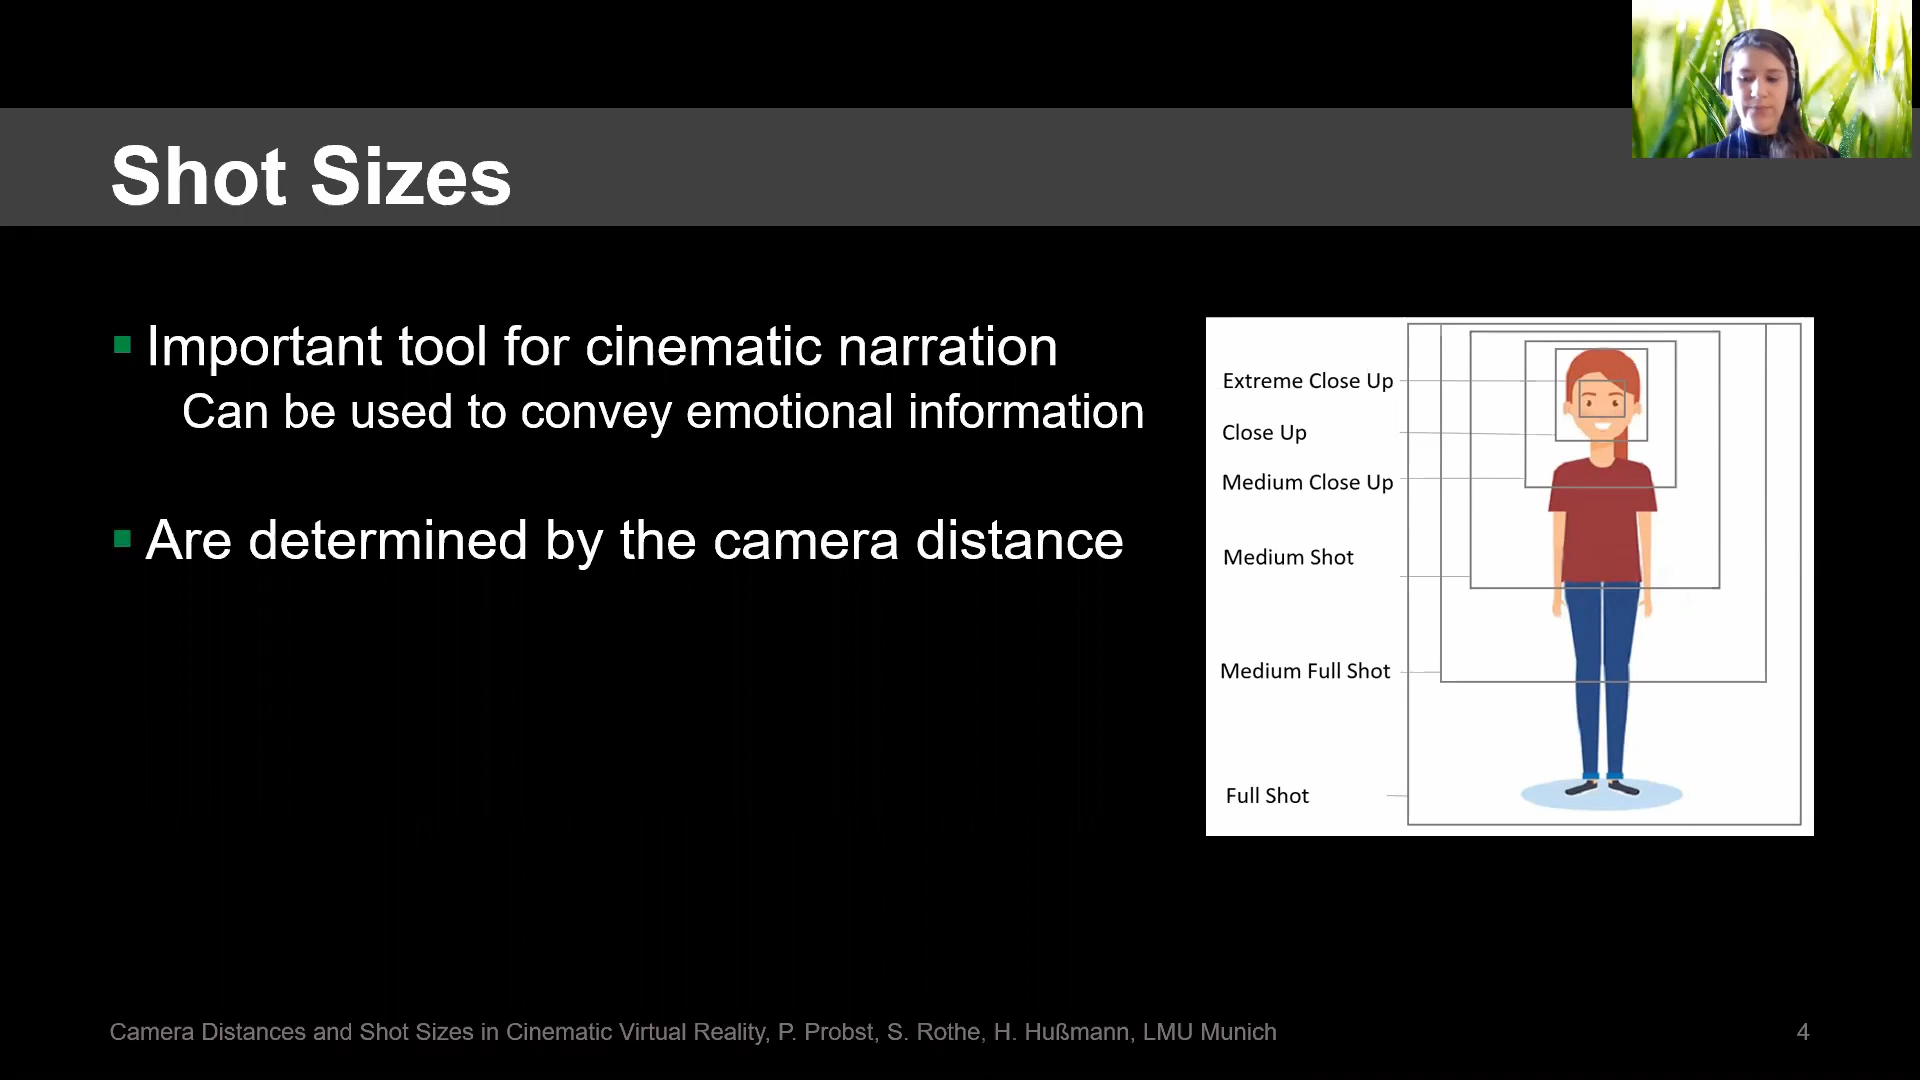 Shot Sizes
Important tool for cinematic narration
Can be used to convey emotional information
Are determined by the camera distance
Extreme Close Up
Close Up
Medium Close Up
Medium Shot
Medium Full Shot
Full Shot
Camera Distances and Shot Sizes in Cinematic Virtual Reality, P. Probst, S. Rothe, H. Hußmann, LMU Munich
4